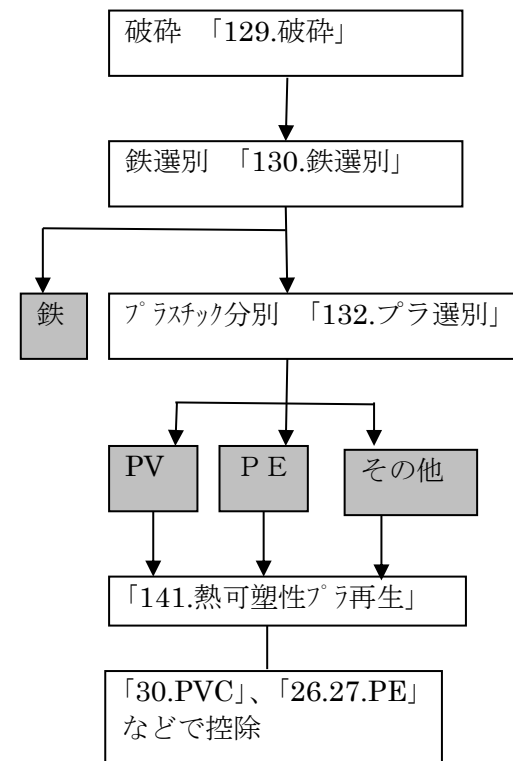 破砕 「129.破砕」
鉄選別 「130.鉄選別」
鉄
ﾌﾟﾗｽﾁｯｸ分別 「132.プラ選別」
PV
ＰＥ
その他
「141.熱可塑性ﾌﾟﾗ再生」
「30.PVC」、「26.27.PE」
などで控除